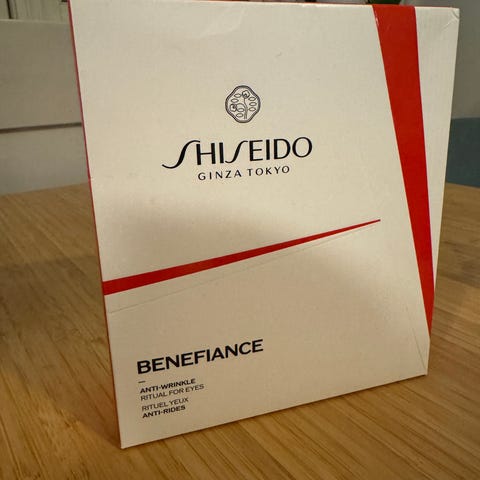 SHISEIDO
GINZA TOKYO
BENEFIANCE
—
ANTI-WRINKLE
RITUAL FOR EYES
RITUEL YEUX
ANTI-RIDES